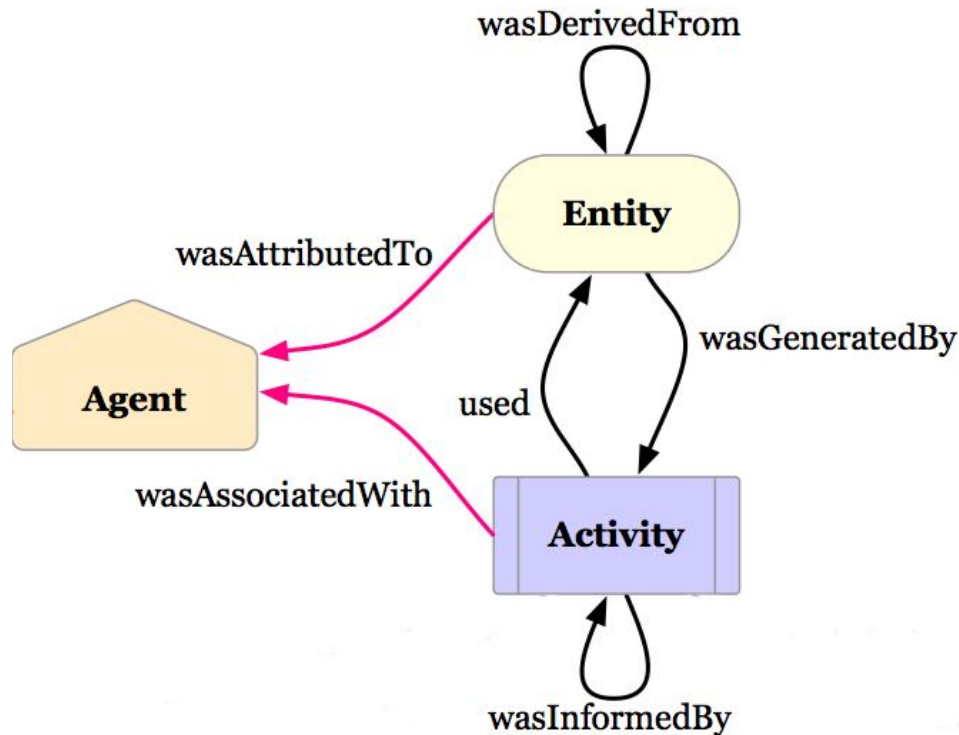 wasDerivedFrom
Entity
wasAttributedTo
wasGeneratedBy
Agent
used
wasAssociatedWith
Activity
wasInformedBy